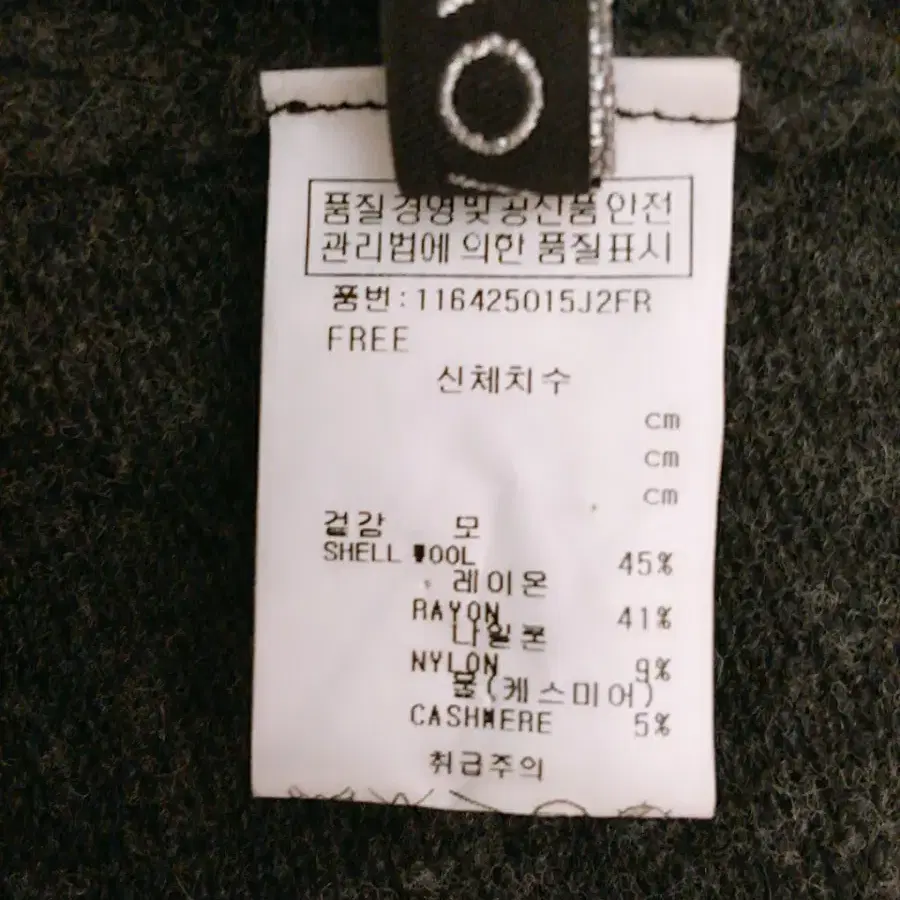 품질경영및공산품안전
관리법에 의한 품질표시
품번:116425015J2FR
FREE
신체치수
cm
cm
cm
겉감 모
SHELL WOOL 45%
레이온
RAYON 41%
나일론
NYLON 9%
울(케스미어)
CASHMERE 5%
취급주의